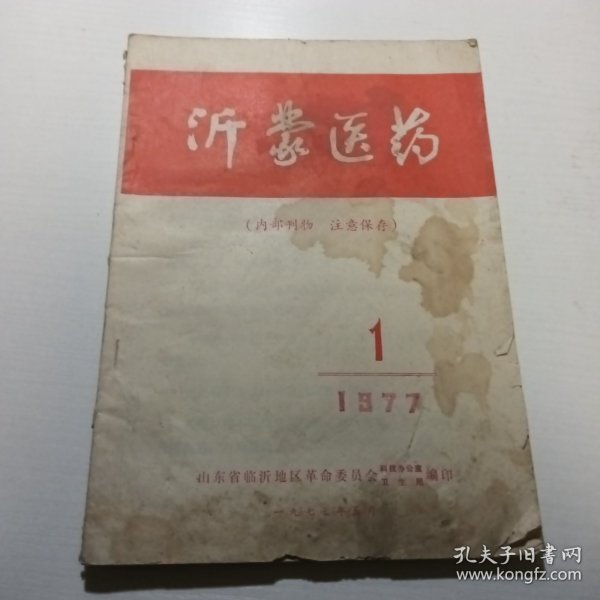 沂蒙医药
（内部刊物 注意保存）
1
1977
山东省临沂地区革命委员会科技办公室卫生局编印
一九七七年五月
孔夫子旧书网
www.kongfz.com